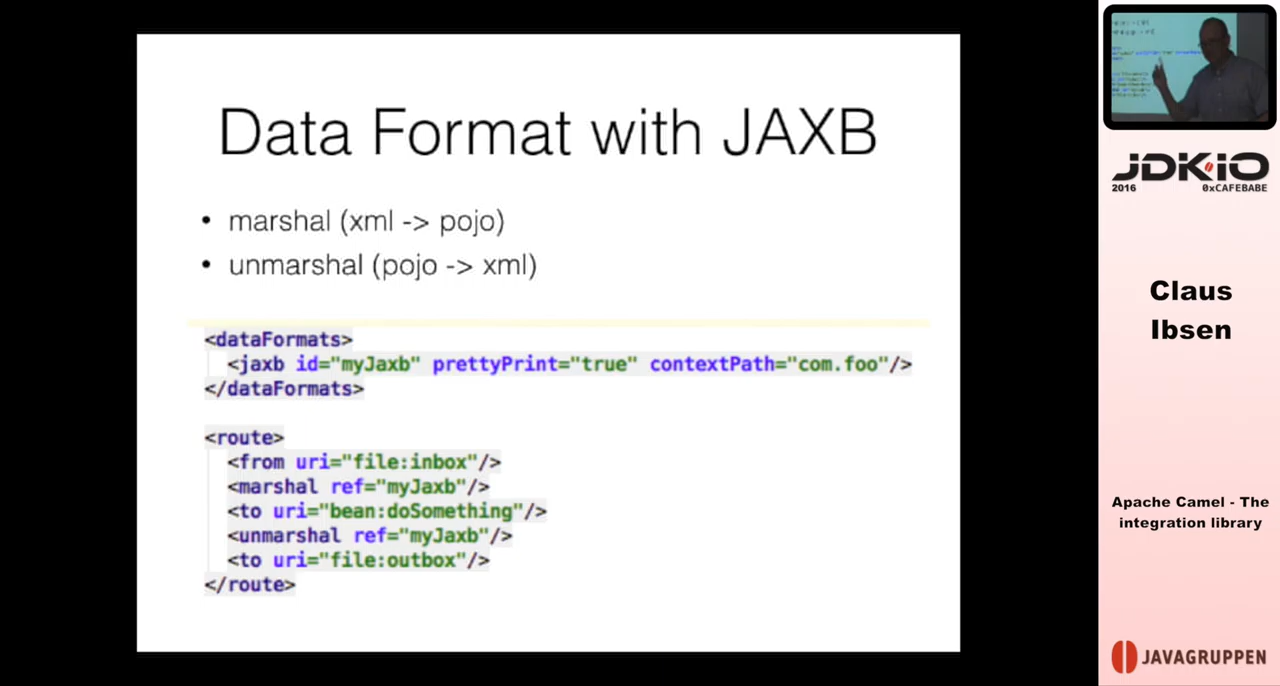 Data Format with JAXB
• marshal (xml -> pojo)
• unmarshal (pojo -> xml)
<dataFormats>
<jaxb id="myJaxb" prettyPrint="true" contextPath="com.foo"/>
</dataFormats>
<route>
<from uri="file:inbox"/>
<marshal ref="myJaxb"/>
<to uri="bean:doSomething"/>
<unmarshal ref="myJaxb"/>
<to uri="file:outbox"/>
</route>
JDK.iO
2016 0xCAFEBABE
Claus
Ibsen
Apache Camel - The
integration library
JAVAGRUPPEN